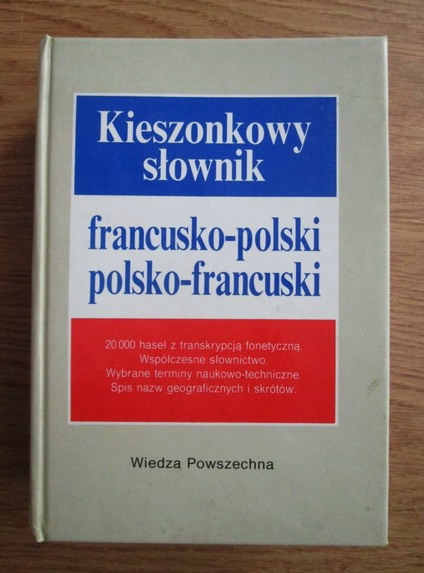 Kieszonkowy
słownik
francusko-polski
polsko-francuski
20 000 haseł z transkrypcją fonetyczną.
Współczesne słownictwo.
Wybrane terminy naukowo-techniczne.
Spis nazw geograficznych i skrótów.
Wiedza Powszechna